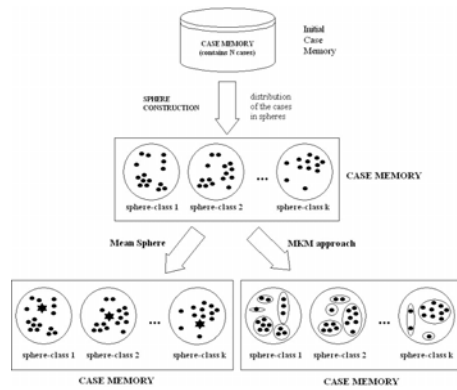 CASE MEMORY
(contains N cases)
Initial
Case
Memory
SPHERE
CONSTRUCTION
distribution
of the cases
in spheres
...
sphere-class 1
sphere-class 2
sphere-class k
CASE MEMORY
Mean Sphere
MKM approach
...
sphere-class 1
sphere-class 2
sphere-class k
...
sphere-class 1
sphere-class 2
sphere-class k
CASE MEMORY
CASE MEMORY